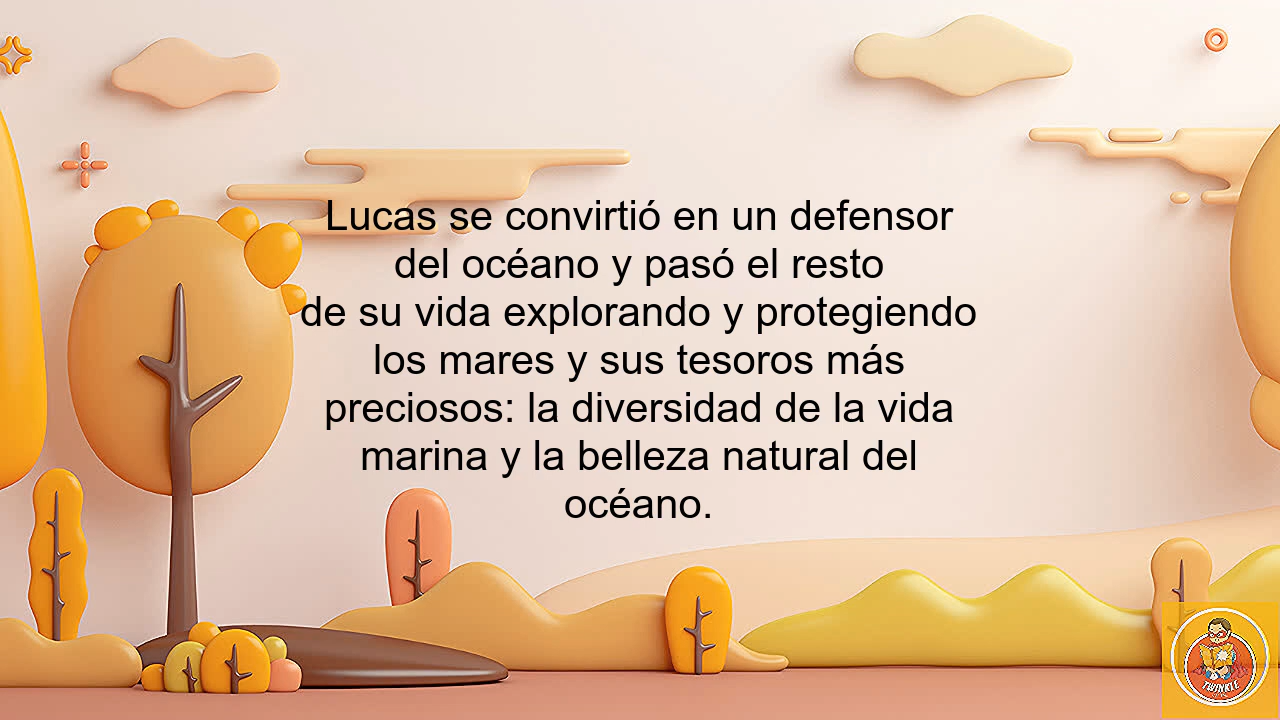 Lucas se convirtió en un defensor
del océano y pasó el resto
de su vida explorando y protegiendo
los mares y sus tesoros más
preciosos: la diversidad de la vida
marina y la belleza natural del
océano.
TWINKLE